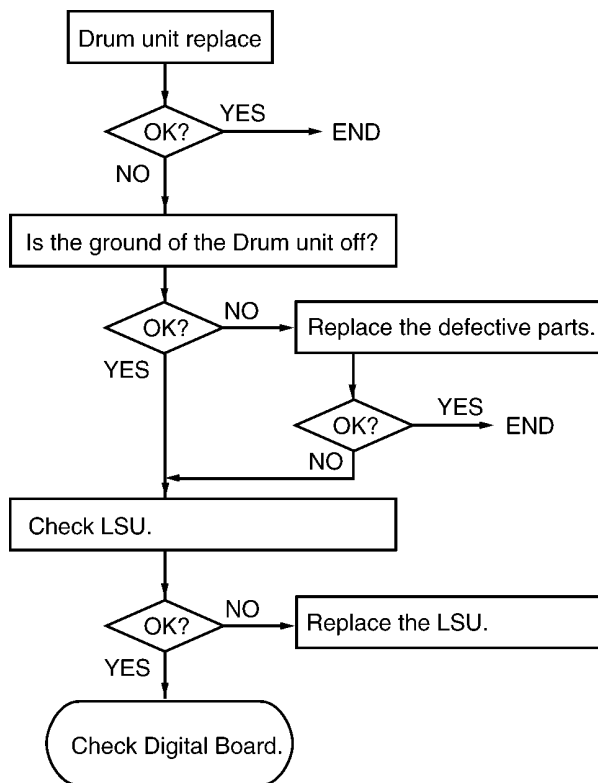 Drum unit replace
OK?
YES
END
NO
Is the ground of the Drum unit off?
OK?
NO
Replace the defective parts.
YES
OK?
YES
END
NO
Check LSU.
OK?
NO
Replace the LSU.
YES
Check Digital Board.